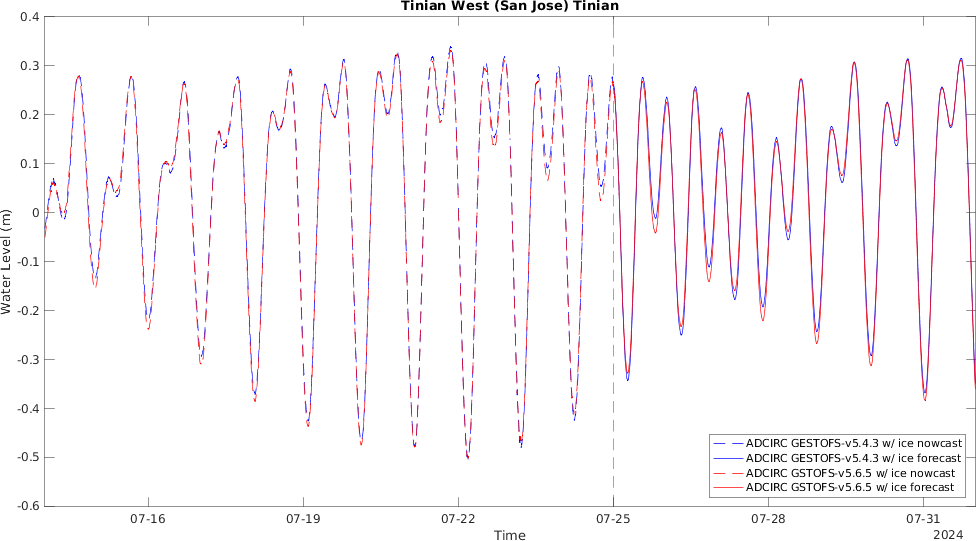 Tinian West (San Jose) Tinian
0.4
0.3
0.2
0.1
0
-0.1
-0.2
-0.3
-0.4
-0.5
-0.6
Water Level (m)
ADCIRC GESTOFS-v5.4.3 w/ ice nowcast
ADCIRC GESTOFS-v5.4.3 w/ ice forecast
ADCIRC GSTOFS-v5.6.5 w/ ice nowcast
ADCIRC GSTOFS-v5.6.5 w/ ice forecast
07-16 07-19 07-22 07-25 07-28 07-31
Time
2024